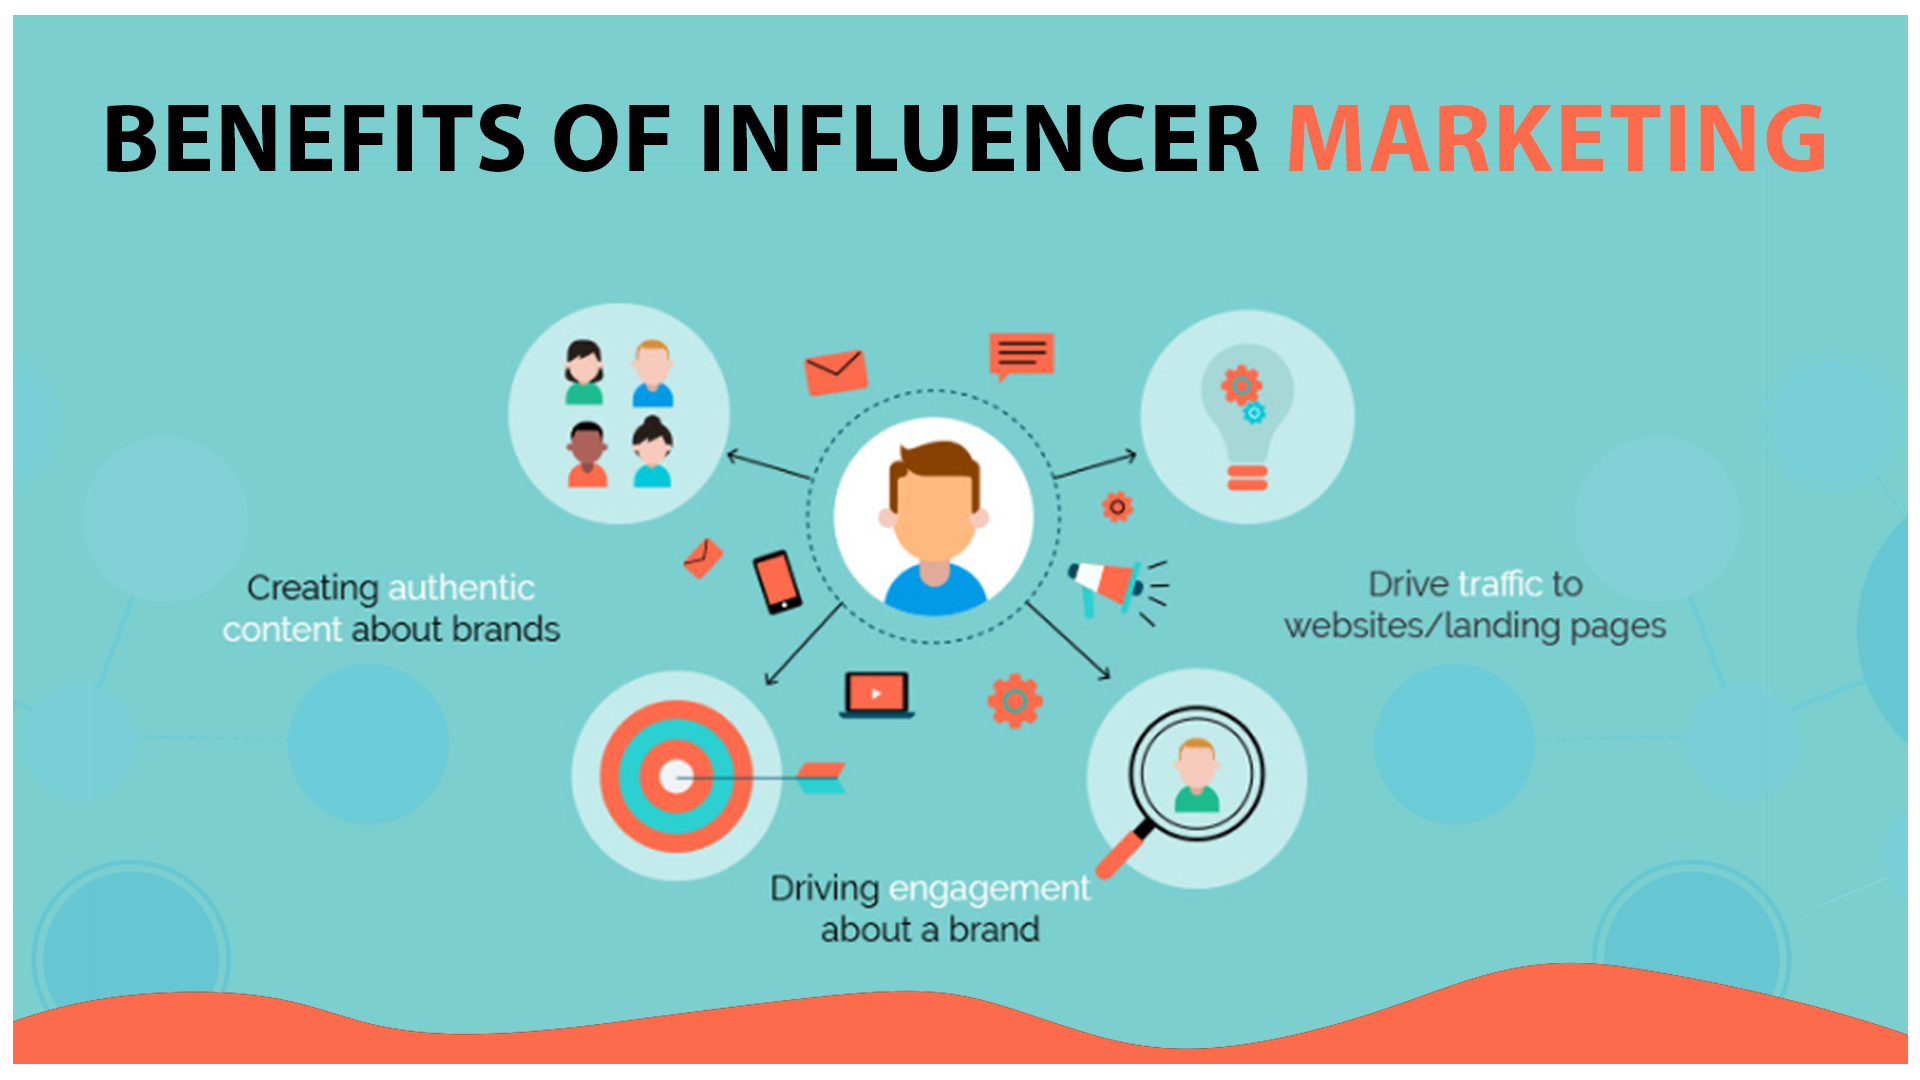 BENEFITS OF INFLUENCER MARKETING
Creating authentic
content about brands
Drive traffic to
websites/landing pages
Driving engagement
about a brand